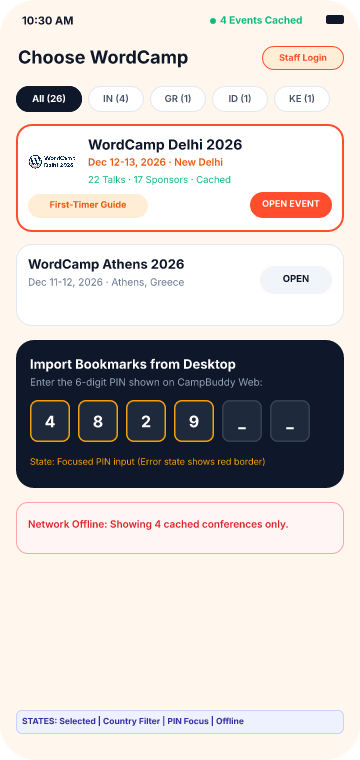 10:30 AM
4 Events Cached
Choose WordCamp
Staff Login
All (26)
IN (4)
GR (1)
ID (1)
KE (1)
WordCamp
Delhi 2026
WordCamp Delhi 2026
Dec 12-13, 2026 · New Delhi
22 Talks · 17 Sponsors · Cached
First-Timer Guide
OPEN EVENT
WordCamp Athens 2026
Dec 11-12, 2026 · Athens, Greece
OPEN
Import Bookmarks from Desktop
Enter the 6-digit PIN shown on CampBuddy Web:
4 8 2 9 _ _
State: Focused PIN input (Error state shows red border)
Network Offline: Showing 4 cached conferences only.
STATES: Selected | Country Filter | PIN Focus | Offline